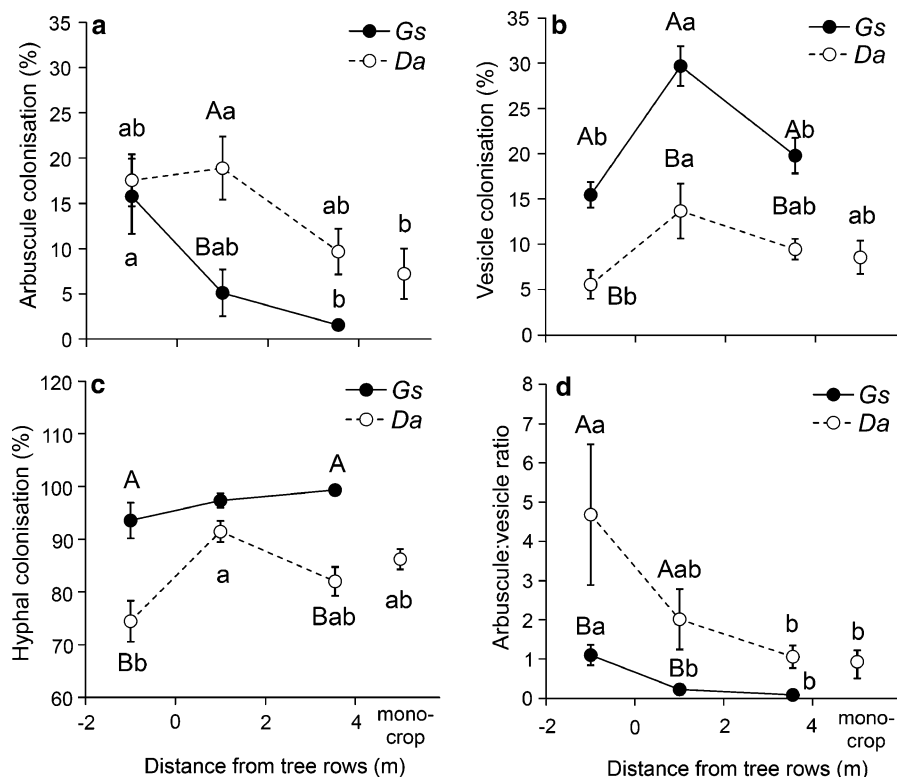 a
35
30
25
20
15
10
5
0
Arbuscule colonisation (%)
Gs
Da
ab
Aa
a
Bab
ab
b
b
b
35
30
25
20
15
10
5
0
Vesicle colonisation (%)
Gs
Da
Aa
Ab
Ab
Ba
Bab
ab
Bb
c
120
110
100
90
80
70
60
Hyphal colonisation (%)
Gs
Da
A
A
a
ab
Bab
Bb
-2
0
2
4
mono-
crop
Distance from tree rows (m)
d
8
7
6
5
4
3
2
1
0
Arbuscule:vesicle ratio
Gs
Da
Aa
Aab
Ba
Bb
b
b
b
-2
0
2
4
mono-
crop
Distance from tree rows (m)